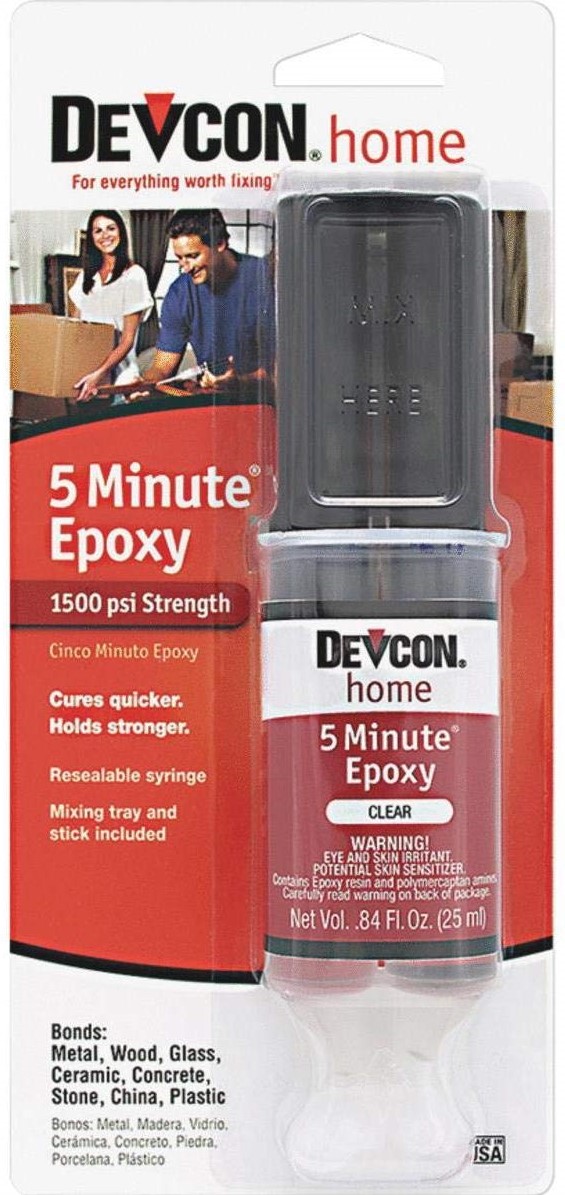 DEVCON® home
For everything worth fixing™
MIX
HERE
5 Minute®
Epoxy
1500 psi Strength
Cinco Minuto Epoxy
Cures quicker.
Holds stronger.
Resealable syringe
Mixing tray and
stick included
DEVCON®
home
5 Minute®
Epoxy
CLEAR
WARNING!
EYE AND SKIN IRRITANT,
POTENTIAL SKIN SENSITIZER.
Contains Epoxy resin and polymercaptan amines.
Carefully read warning on back of package.
Net Vol. .84 Fl. Oz. (25 ml)
Bonds:
Metal, Wood, Glass,
Ceramic, Concrete,
Stone, China, Plastic
Bonos: Metal, Madera, Vidrio,
Cerámica, Concreto, Piedra,
Porcelana, Plástico
MADE IN
USA